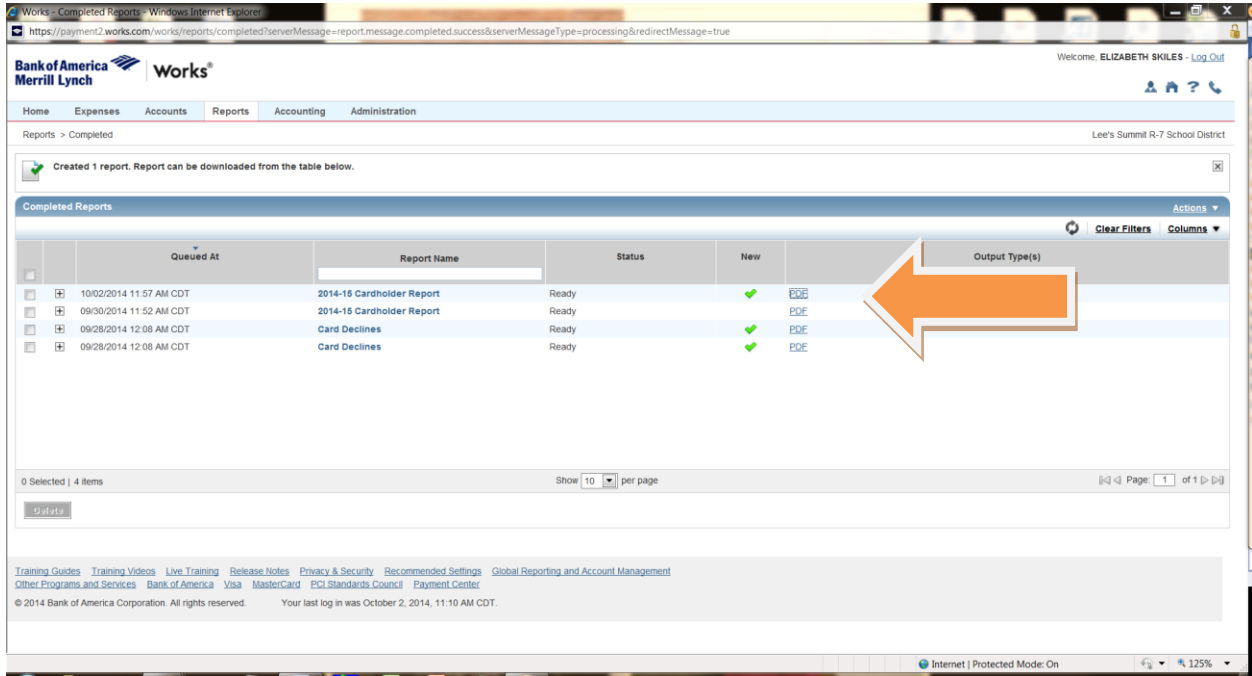 Works - Completed Reports - Windows Internet Explorer
https://payment2.works.com/works/reports/completed?serverMessage=report.message.completed.success&serverMessageType=processing&redirectMessage=true
Welcome, ELIZABETH SKILES - Log Out
Bank of America
Merrill Lynch
Works®
Home Expenses Accounts Reports Accounting Administration
Reports > Completed Lee's Summit R-7 School District
Created 1 report. Report can be downloaded from the table below.
Completed Reports Actions
Clear Filters Columns
Queued At Report Name Status New Output Type(s)
10/02/2014 11:57 AM CDT 2014-15 Cardholder Report Ready PDF
09/30/2014 11:52 AM CDT 2014-15 Cardholder Report Ready PDF
09/28/2014 12:08 AM CDT Card Declines Ready PDF
09/28/2014 12:08 AM CDT Card Declines Ready PDF
0 Selected | 4 items Show 10 per page Page: 1 of 1
Delete
Training Guides Training Videos Live Training Release Notes Privacy & Security Recommended Settings Global Reporting and Account Management
Other Programs and Services Bank of America Visa MasterCard PCI Standards Council Payment Center
© 2014 Bank of America Corporation. All rights reserved. Your last log in was October 2, 2014, 11:10 AM CDT.
Internet | Protected Mode: On 125%